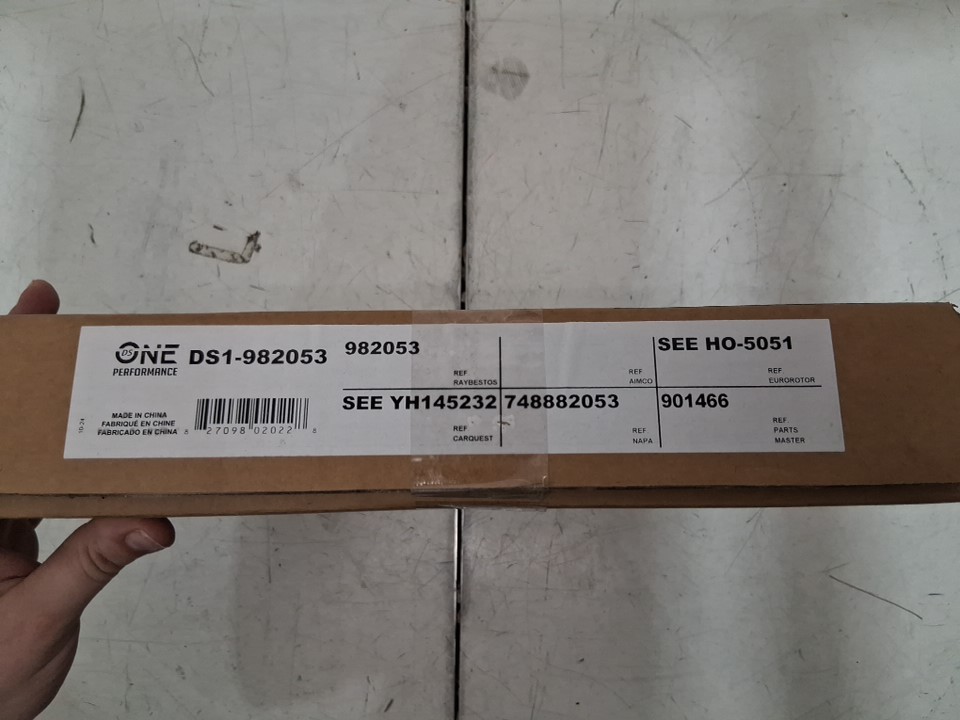 DS ONE
PERFORMANCE
DS1-982053
MADE IN CHINA
FABRIQUÉ EN CHINE
FABRICADO EN CHINA
10-24
8 27098 02022 8
982053
REF
RAYBESTOS
REF
AIMCO
SEE HO-5051
REF
EUROROTOR
SEE YH145232
REF
CARQUEST
748882053
REF
NAPA
901466
REF
PARTS
MASTER